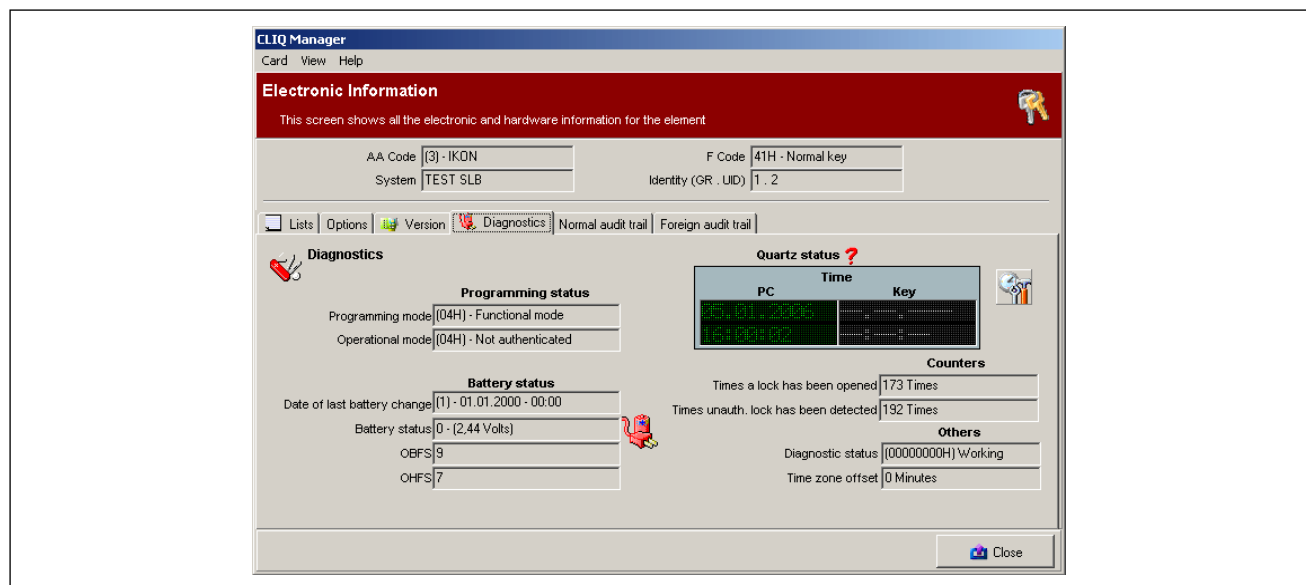 CLIQ Manager
Card View Help
Electronic Information
This screen shows all the electronic and hardware information for the element
AA Code (3) - IKON
F Code 41H - Normal key
System TEST SLB
Identity (GR . UID) 1 . 2
Lists Options Version Diagnostics Normal audit trail Foreign audit trail
Diagnostics
Programming status
Programming mode (04H) - Functional mode
Operational mode (04H) - Not authenticated
Battery status
Date of last battery change (1) - 01.01.2000 - 00:00
Battery status 0 - (2,44 Volts)
OBFS 9
OHFS 7
Quartz status ?
Time
PC Key
05.01.2006 --.--.----
16:09:02 --:--:--
Counters
Times a lock has been opened 173 Times
Times unauth. lock has been detected 192 Times
Others
Diagnostic status (00000000H) Working
Time zone offset 0 Minutes
Close